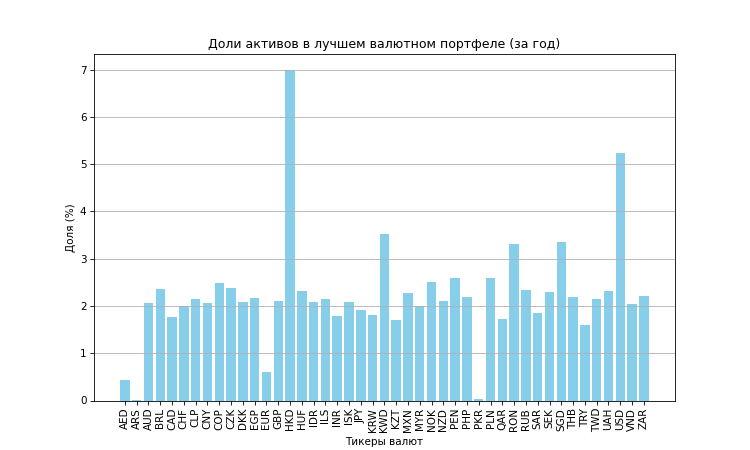 Доли активов в лучшем валютном портфеле (за год)
7
6
5
4
3
2
1
0
Доля (%)
AED ARS AUD BRL CAD CHF CLP CNY COP CZK DKK EGP EUR GBP HKD HUF IDR ILS INR ISK JPY KRW KWD KZT MXN MYR NOK NZD PEN PHP PKR PLN QAR RON RUB SAR SEK SGD THB TRY TWD UAH USD VND ZAR
Тикеры валют